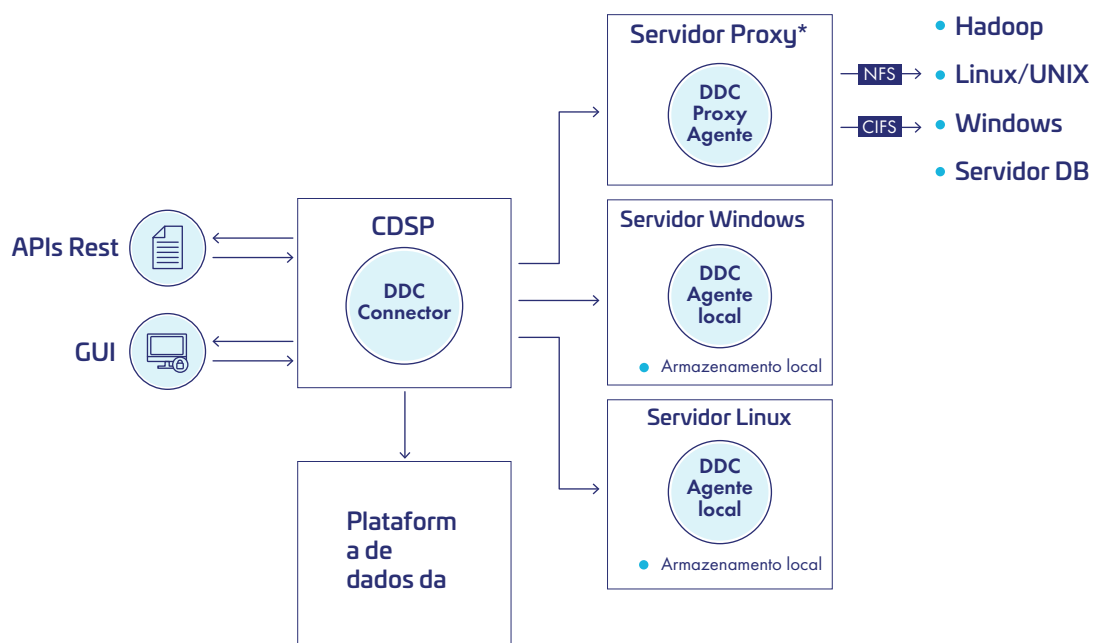 Servidor Proxy*
DDC
Proxy
Agente
NFS
CIFS
• Hadoop
• Linux/UNIX
• Windows
• Servidor DB
APIs Rest
GUI
CDSP
DDC
Connector
Servidor Windows
DDC
Agente
local
• Armazenamento local
Servidor Linux
DDC
Agente
local
• Armazenamento local
Plataform
a de
dados da